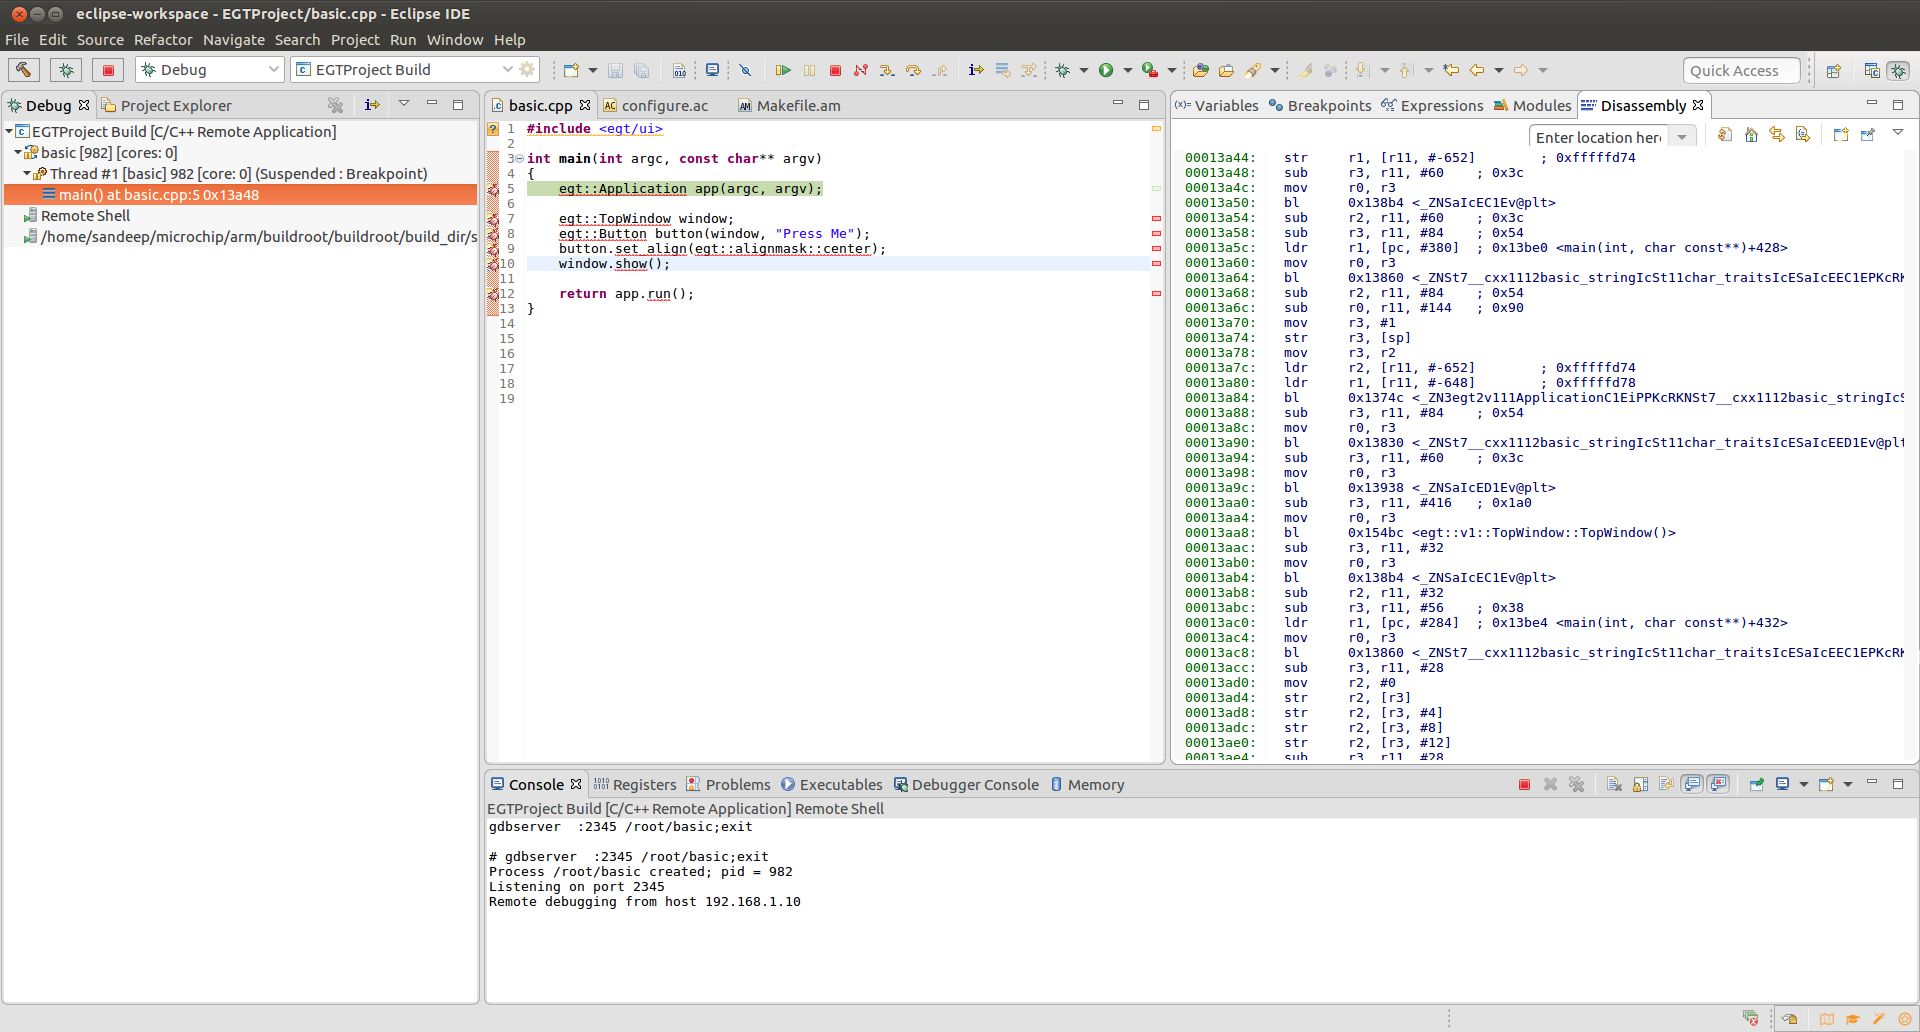 eclipse-workspace - EGTProject/basic.cpp - Eclipse IDE
File Edit Source Refactor Navigate Search Project Run Window Help
Debug EGTProject Build Quick Access
Debug Project Explorer
EGTProject Build [C/C++ Remote Application]
basic [982] [cores: 0]
Thread #1 [basic] 982 [core: 0] (Suspended : Breakpoint)
main() at basic.cpp:5 0x13a48
Remote Shell
/home/sandeep/microchip/arm/buildroot/buildroot/build_dir/s
basic.cpp configure.ac Makefile.am
1 #include <egt/ui>
2
3 int main(int argc, const char** argv)
4 {
5 egt::Application app(argc, argv);
6
7 egt::TopWindow window;
8 egt::Button button(window, "Press Me");
9 button.set_align(egt::alignmask::center);
10 window.show();
11
12 return app.run();
13 }
14
15
16
17
18
19
Variables Breakpoints Expressions Modules Disassembly
Enter location her
00013a44: str r1, [r11, #-652] ; 0xfffffd74
00013a48: sub r3, r11, #60 ; 0x3c
00013a4c: mov r0, r3
00013a50: bl 0x138b4 <_ZNSaIcEC1Ev@plt>
00013a54: sub r2, r11, #60 ; 0x3c
00013a58: sub r3, r11, #84 ; 0x54
00013a5c: ldr r1, [pc, #380] ; 0x13be0 <main(int, char const**)+428>
00013a60: mov r0, r3
00013a64: bl 0x13860 <_ZNSt7__cxx1112basic_stringIcSt11char_traitsIcESaIcEEC1EPKcRK
00013a68: sub r2, r11, #84 ; 0x54
00013a6c: sub r0, r11, #144 ; 0x90
00013a70: mov r3, #1
00013a74: str r3, [sp]
00013a78: mov r3, r2
00013a7c: ldr r2, [r11, #-652] ; 0xfffffd74
00013a80: ldr r1, [r11, #-648] ; 0xfffffd78
00013a84: bl 0x1374c <_ZN3egt2v111ApplicationC1EiPPKcRKNSt7__cxx1112basic_stringIcS
00013a88: sub r3, r11, #84 ; 0x54
00013a8c: mov r0, r3
00013a90: bl 0x13830 <_ZNSt7__cxx1112basic_stringIcSt11char_traitsIcESaIcEED1Ev@plt
00013a94: sub r3, r11, #60 ; 0x3c
00013a98: mov r0, r3
00013a9c: bl 0x13938 <_ZNSaIcED1Ev@plt>
00013aa0: sub r3, r11, #416 ; 0x1a0
00013aa4: mov r0, r3
00013aa8: bl 0x154bc <egt::v1::TopWindow::TopWindow()>
00013aac: sub r3, r11, #32
00013ab0: mov r0, r3
00013ab4: bl 0x138b4 <_ZNSaIcEC1Ev@plt>
00013ab8: sub r2, r11, #32
00013abc: sub r3, r11, #56 ; 0x38
00013ac0: ldr r1, [pc, #284] ; 0x13be4 <main(int, char const**)+432>
00013ac4: mov r0, r3
00013ac8: bl 0x13860 <_ZNSt7__cxx1112basic_stringIcSt11char_traitsIcESaIcEEC1EPKcRK
00013acc: sub r3, r11, #28
00013ad0: mov r2, #0
00013ad4: str r2, [r3]
00013ad8: str r2, [r3, #4]
00013adc: str r2, [r3, #8]
00013ae0: str r2, [r3, #12]
00013ae4: sub r3, r11, #28
Console Registers Problems Executables Debugger Console Memory
EGTProject Build [C/C++ Remote Application] Remote Shell
gdbserver :2345 /root/basic;exit
# gdbserver :2345 /root/basic;exit
Process /root/basic created; pid = 982
Listening on port 2345
Remote debugging from host 192.168.1.10